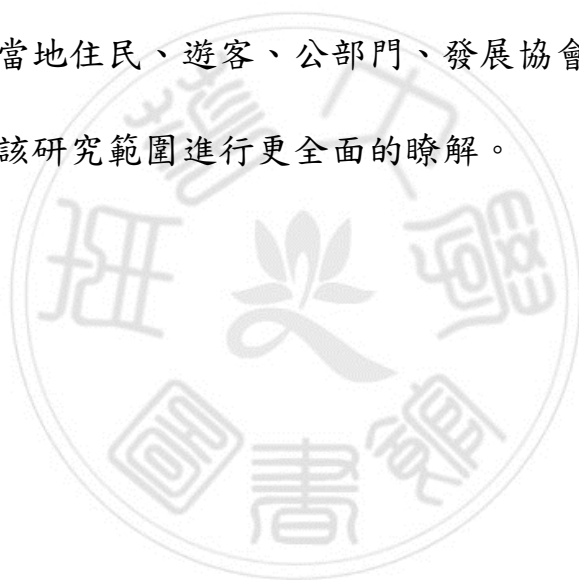 當地住民、遊客、公部門、發展協會
該研究範圍進行更全面的瞭解。
書